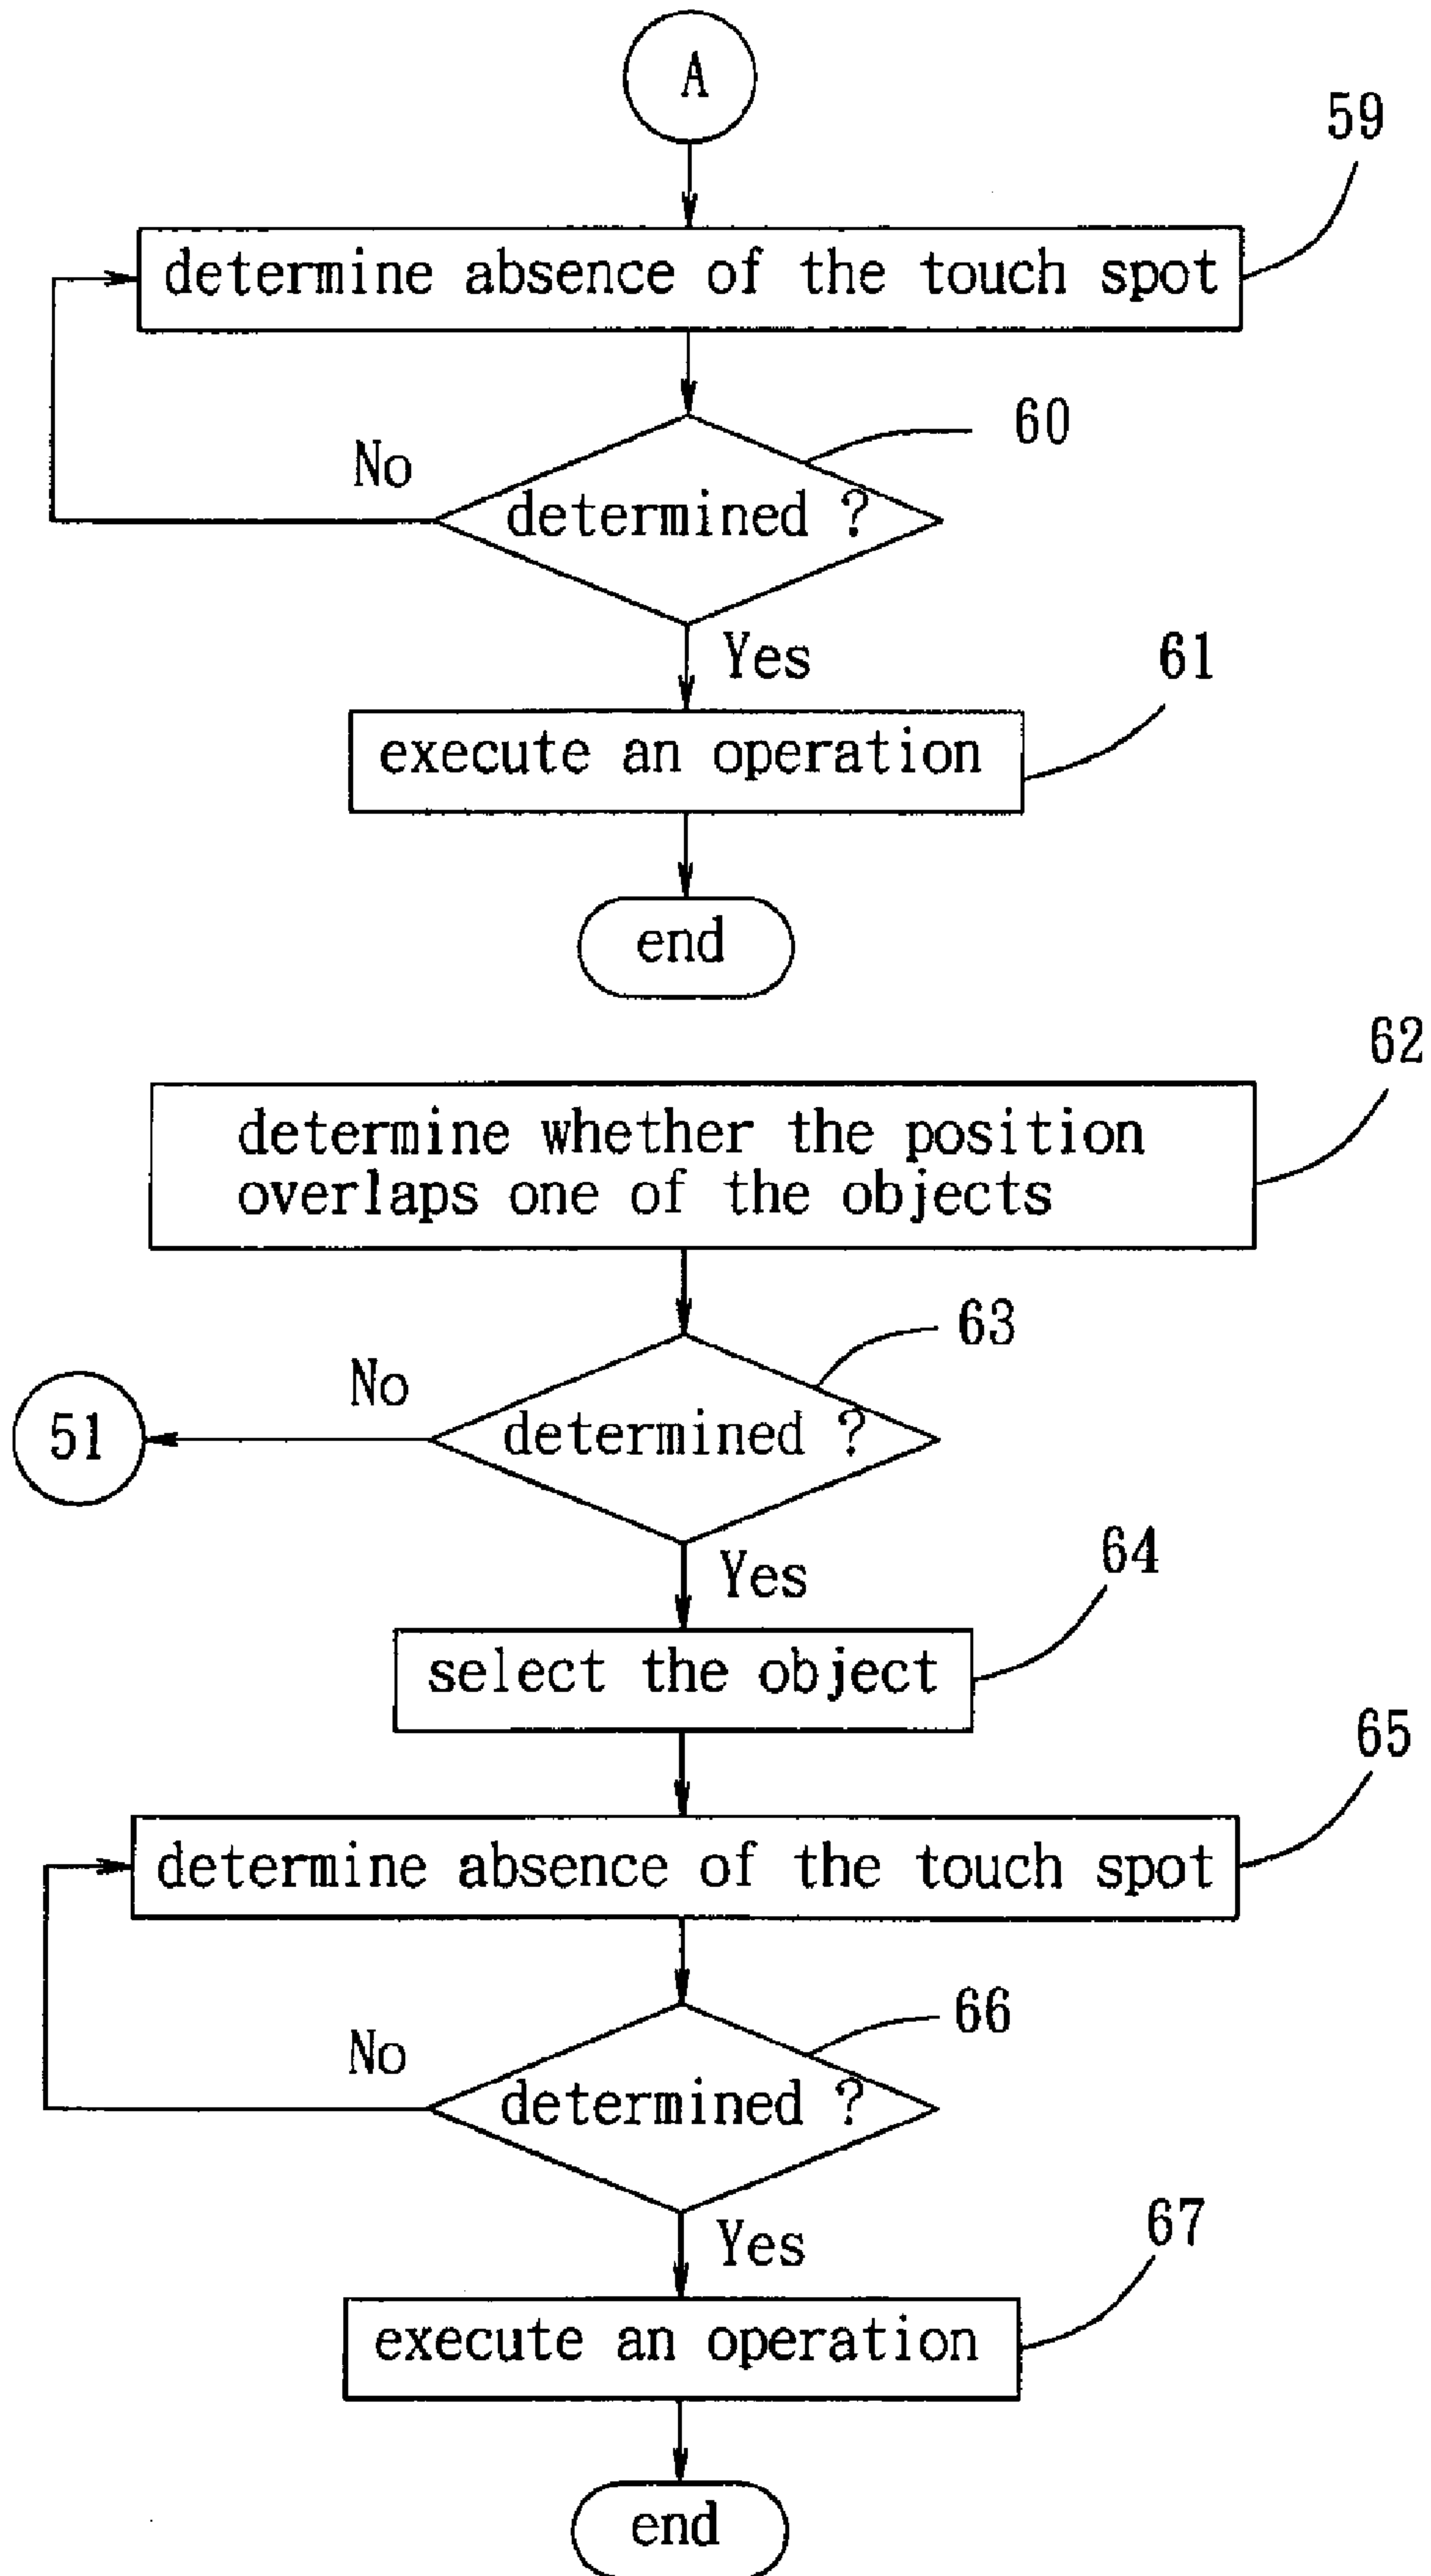 A
59
determine absence of the touch spot
60
No
determined ?
Yes
61
execute an operation
end
62
determine whether the position
overlaps one of the objects
63
No
51
determined ?
Yes
64
select the object
65
determine absence of the touch spot
66
No
determined ?
Yes
67
execute an operation
end